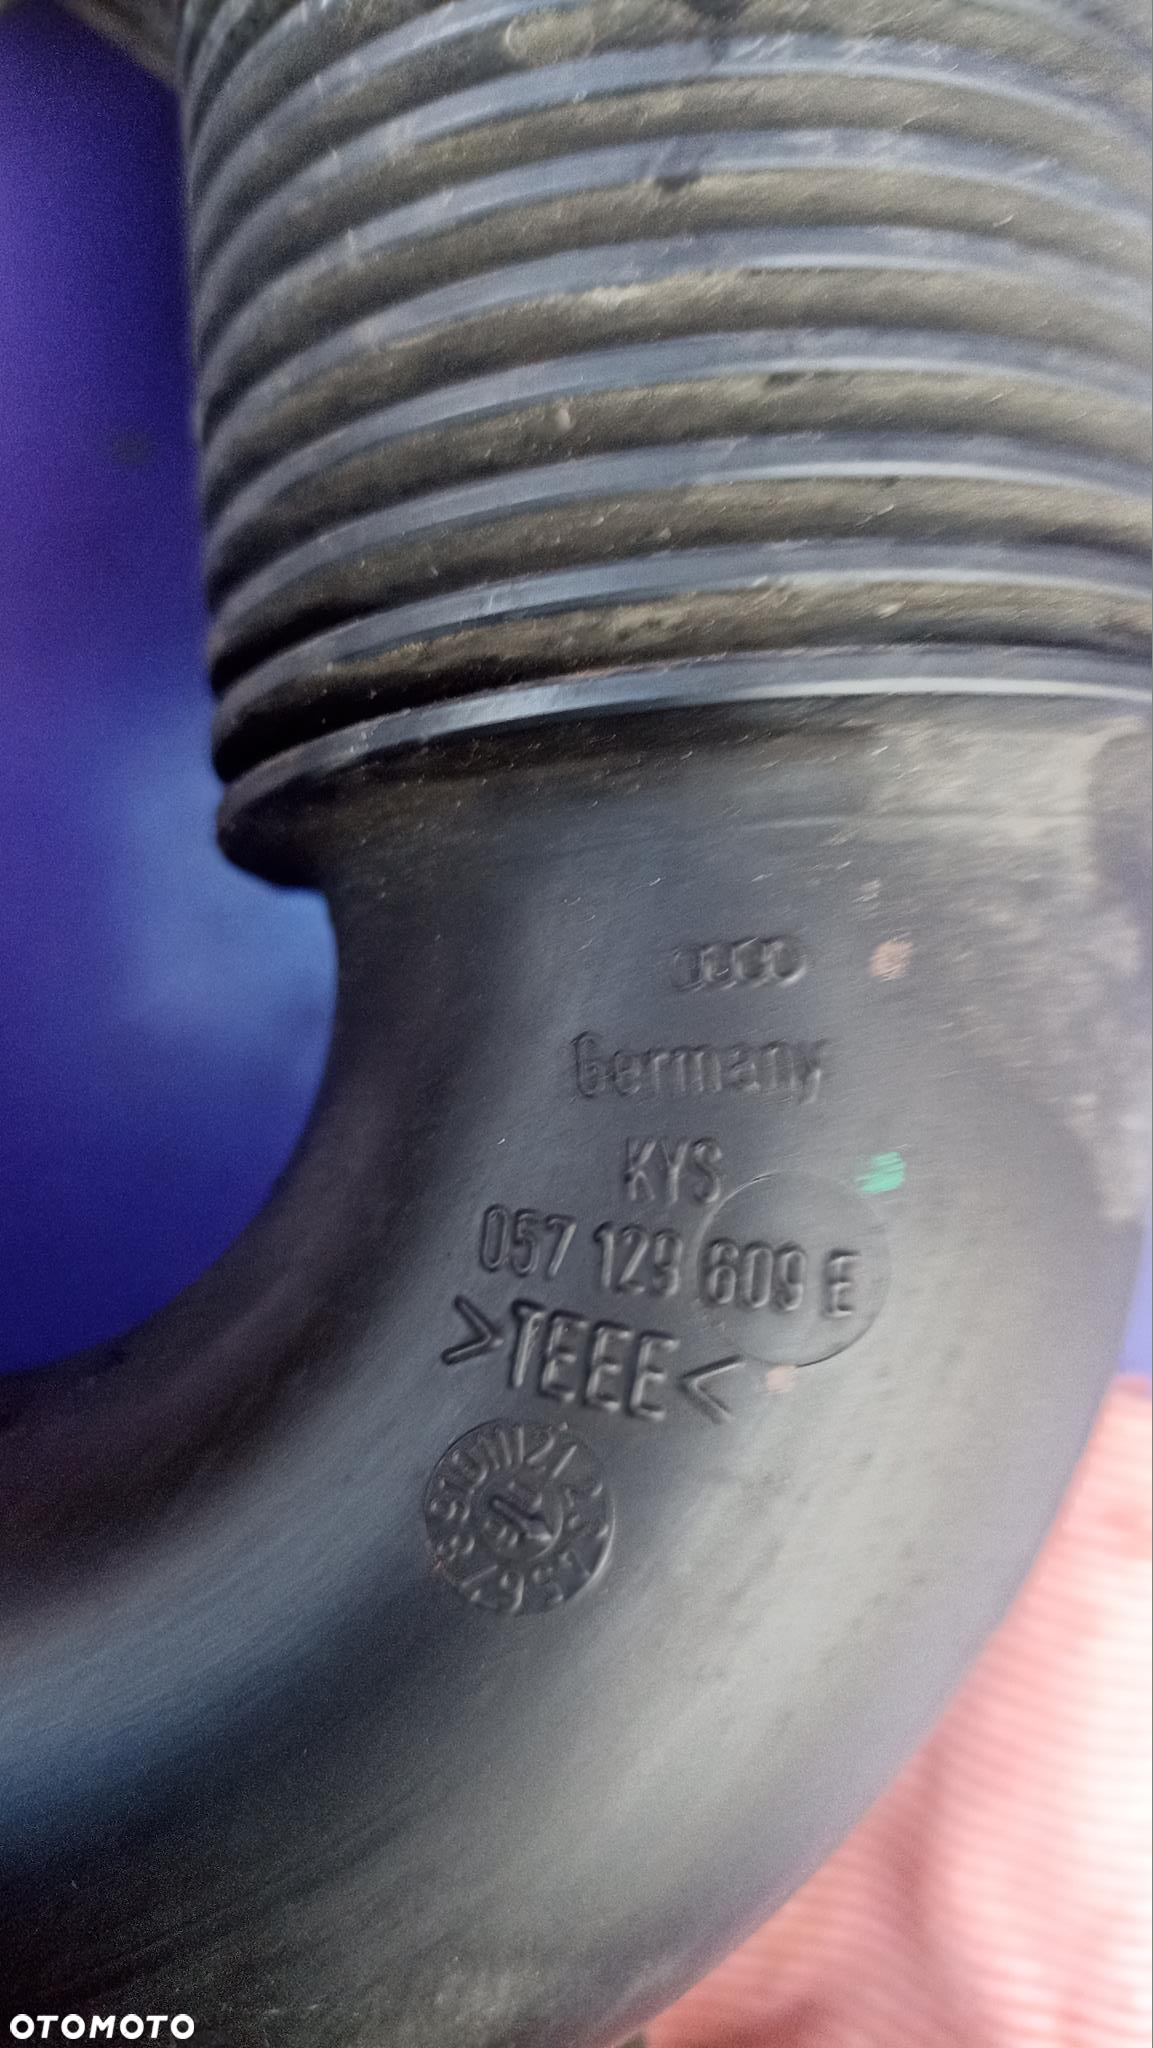 Germany
KYS
057 129 609 E
>TEEE<
OTOMOTO